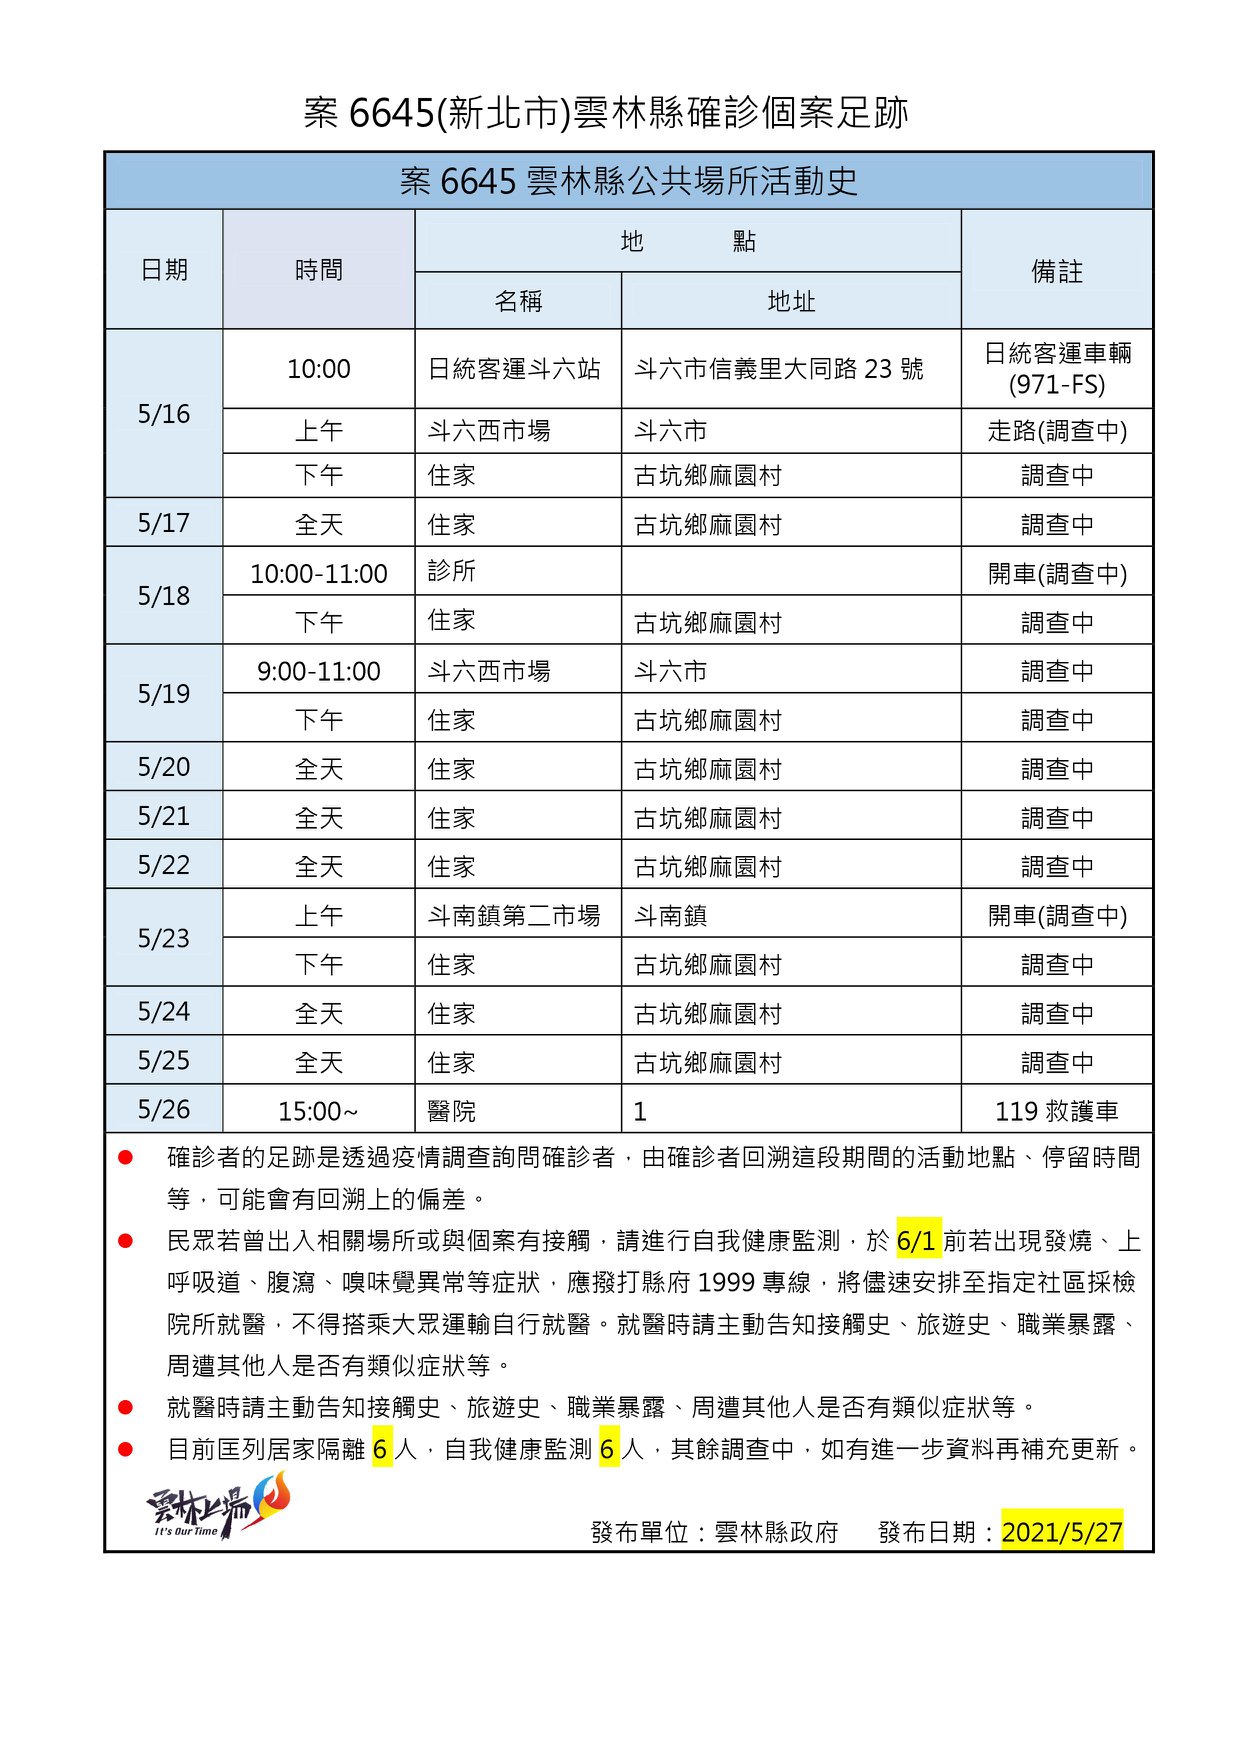 案 6645(新北市)雲林縣確診個案足跡
案 6645 雲林縣公共場所活動史
日期 時間 地 點 備註
名稱 地址
5/16 10:00 日統客運斗六站 斗六市信義里大同路 23 號 日統客運車輛
(971-FS)
上午 斗六西市場 斗六市 走路(調查中)
下午 住家 古坑鄉麻園村 調查中
5/17 全天 住家 古坑鄉麻園村 調查中
5/18 10:00-11:00 診所 開車(調查中)
下午 住家 古坑鄉麻園村 調查中
5/19 9:00-11:00 斗六西市場 斗六市 調查中
下午 住家 古坑鄉麻園村 調查中
5/20 全天 住家 古坑鄉麻園村 調查中
5/21 全天 住家 古坑鄉麻園村 調查中
5/22 全天 住家 古坑鄉麻園村 調查中
5/23 上午 斗南鎮第二市場 斗南鎮 開車(調查中)
下午 住家 古坑鄉麻園村 調查中
5/24 全天 住家 古坑鄉麻園村 調查中
5/25 全天 住家 古坑鄉麻園村 調查中
5/26 15:00~ 醫院 1 119 救護車
● 確診者的足跡是透過疫情調查詢問確診者，由確診者回溯這段期間的活動地點、停留時間
等，可能會有回溯上的偏差。
● 民眾若曾出入相關場所或與個案有接觸，請進行自我健康監測，於 6/1 前若出現發燒、上
呼吸道、腹瀉、嗅味覺異常等症狀，應撥打縣府 1999 專線，將儘速安排至指定社區採檢
院所就醫，不得搭乘大眾運輸自行就醫。就醫時請主動告知接觸史、旅遊史、職業暴露、
周遭其他人是否有類似症狀等。
● 就醫時請主動告知接觸史、旅遊史、職業暴露、周遭其他人是否有類似症狀等。
● 目前匡列居家隔離 6 人，自我健康監測 6 人，其餘調查中，如有進一步資料再補充更新。
雲林上場
It's Our Time
發布單位：雲林縣政府 發布日期：2021/5/27